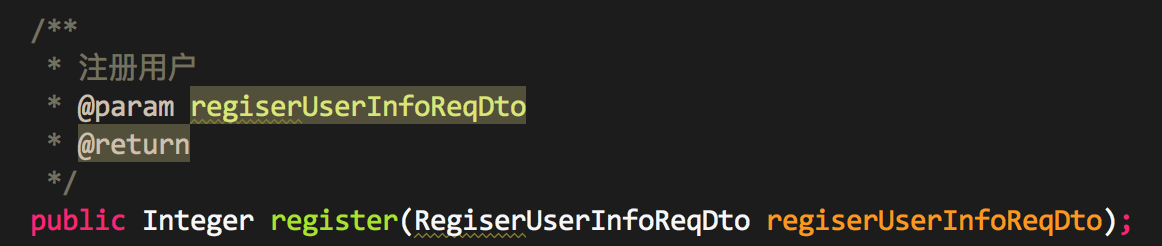 /**
* 注册用户
* @param regiserUserInfoReqDto
* @return
*/
public Integer register(RegiserUserInfoReqDto regiserUserInfoReqDto);